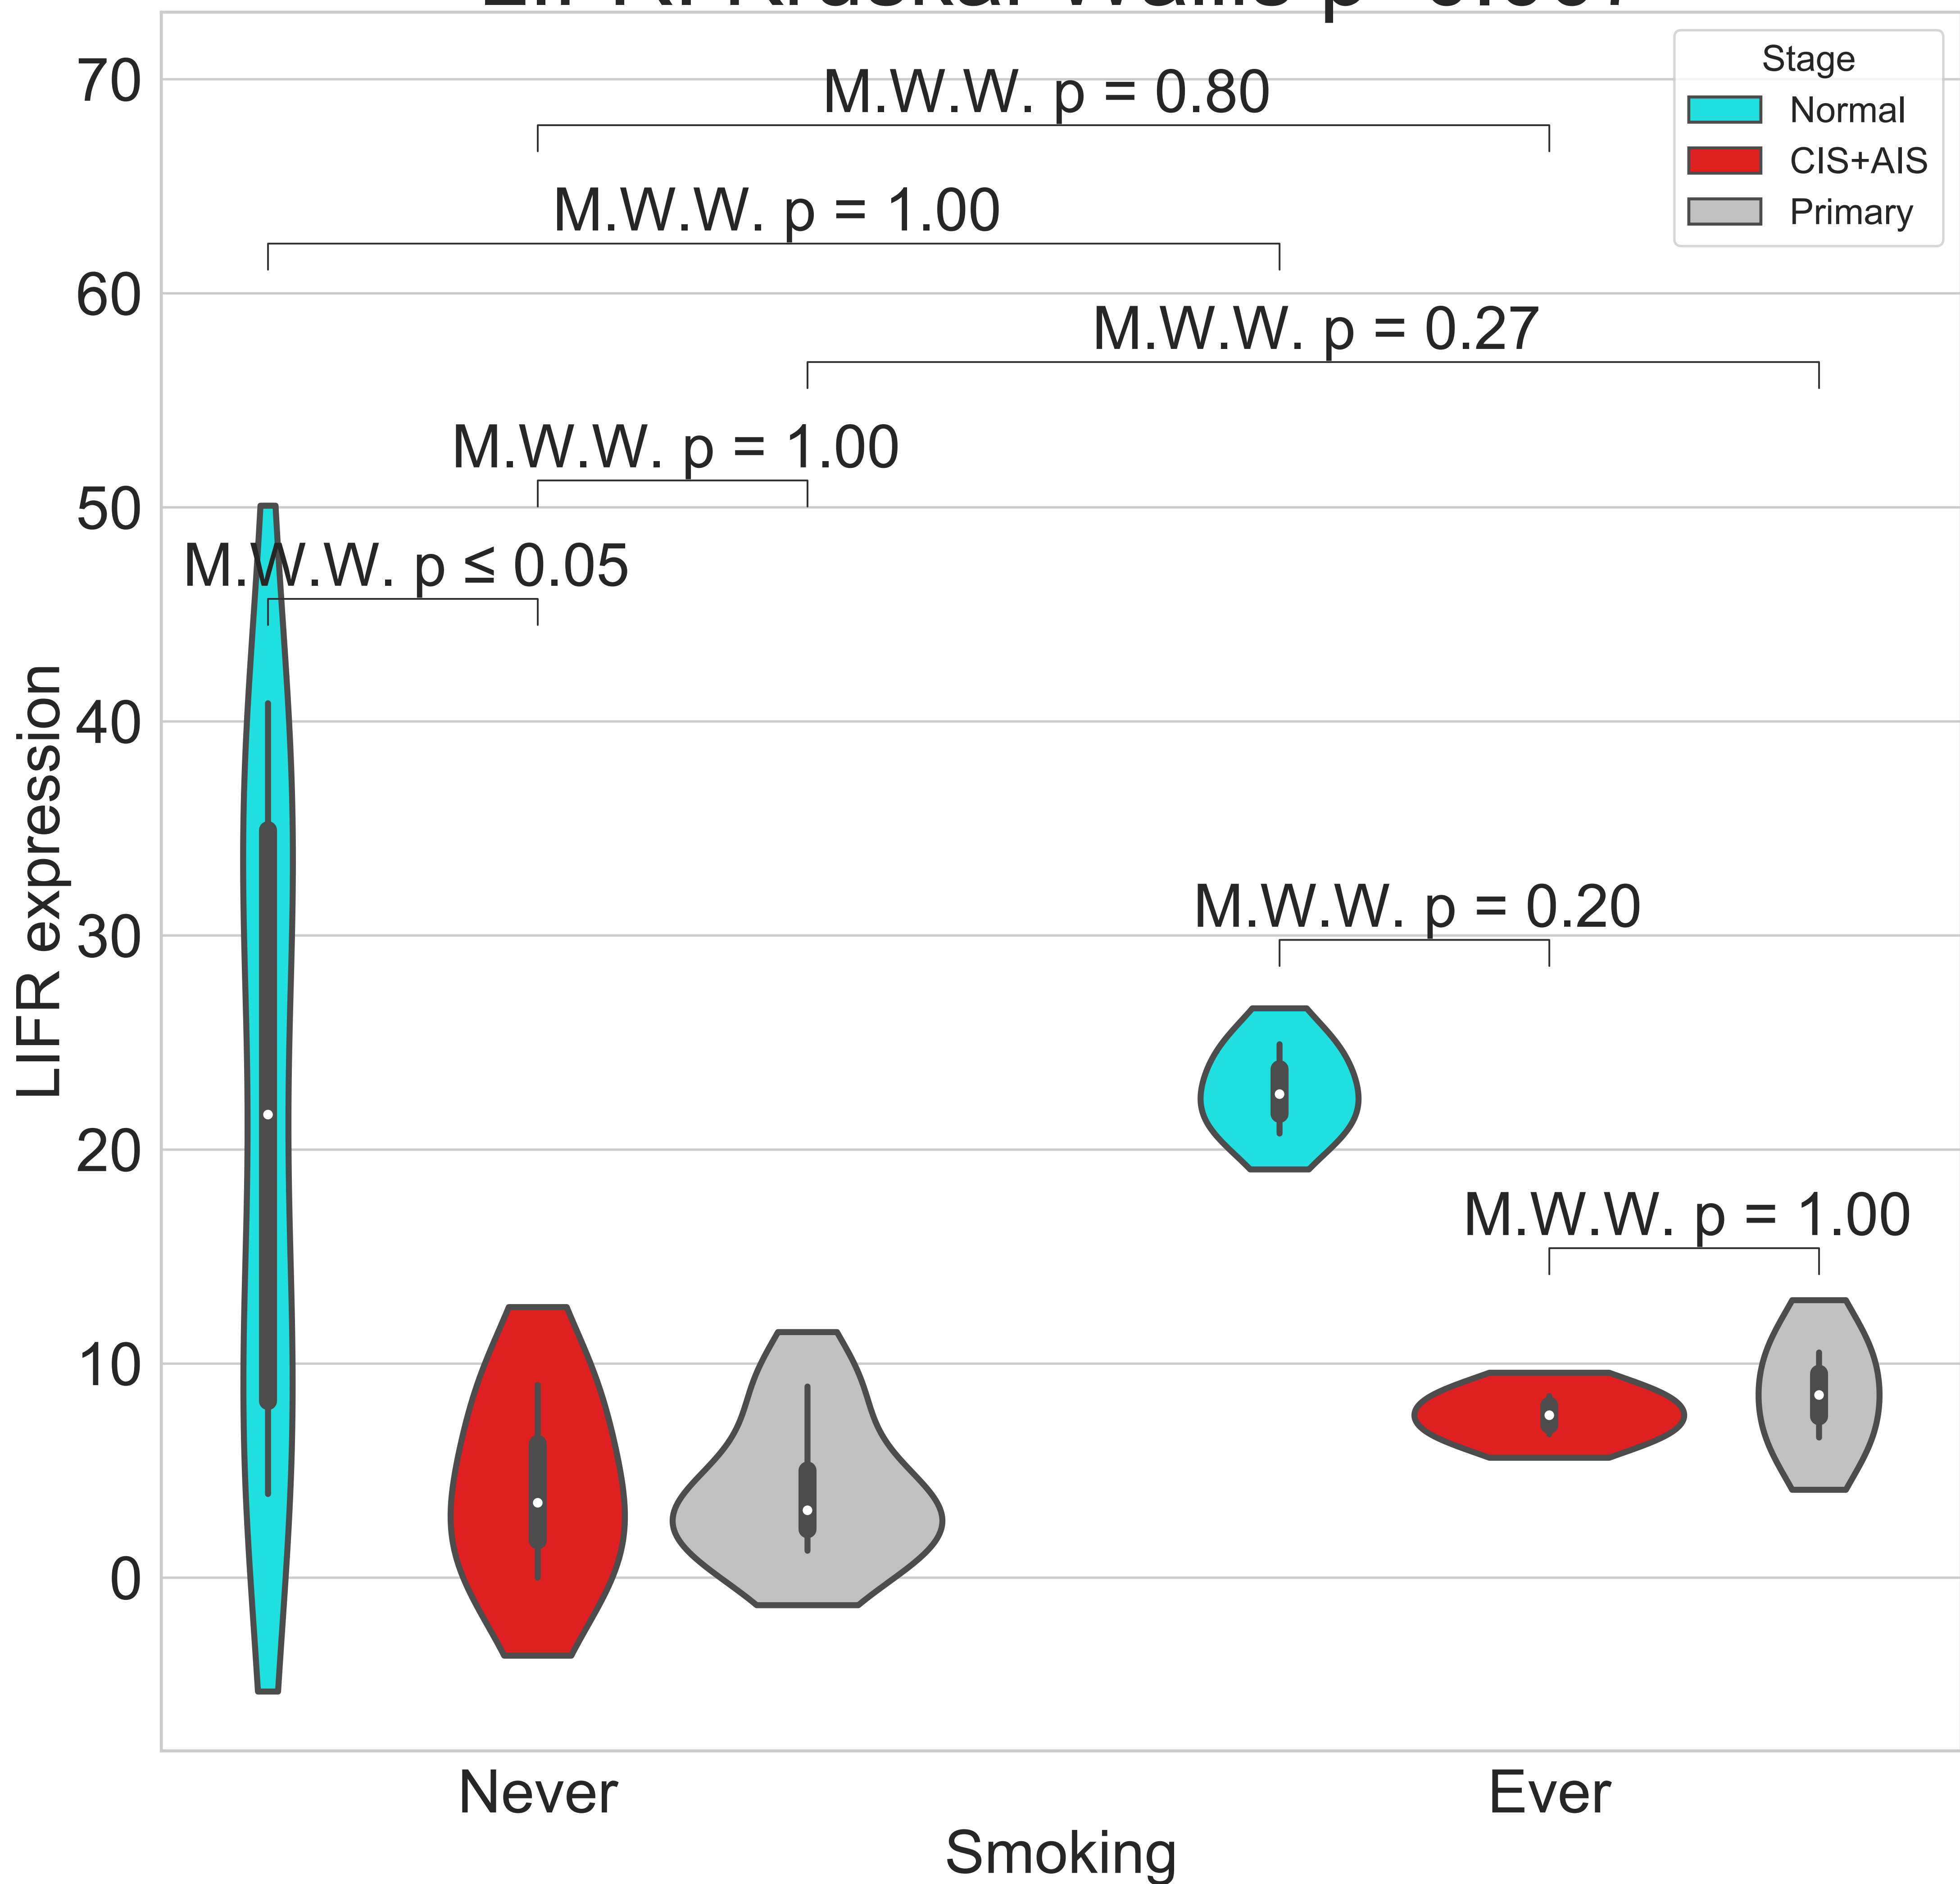 70
60
50
40
30
20
10
0
LIFR expression
M.W.W. p = 0.80
M.W.W. p = 1.00
M.W.W. p = 0.27
M.W.W. p = 1.00
M.W.W. p ≤ 0.05
M.W.W. p = 0.20
M.W.W. p = 1.00
Stage
Normal
CIS+AIS
Primary
Never
Ever
Smoking